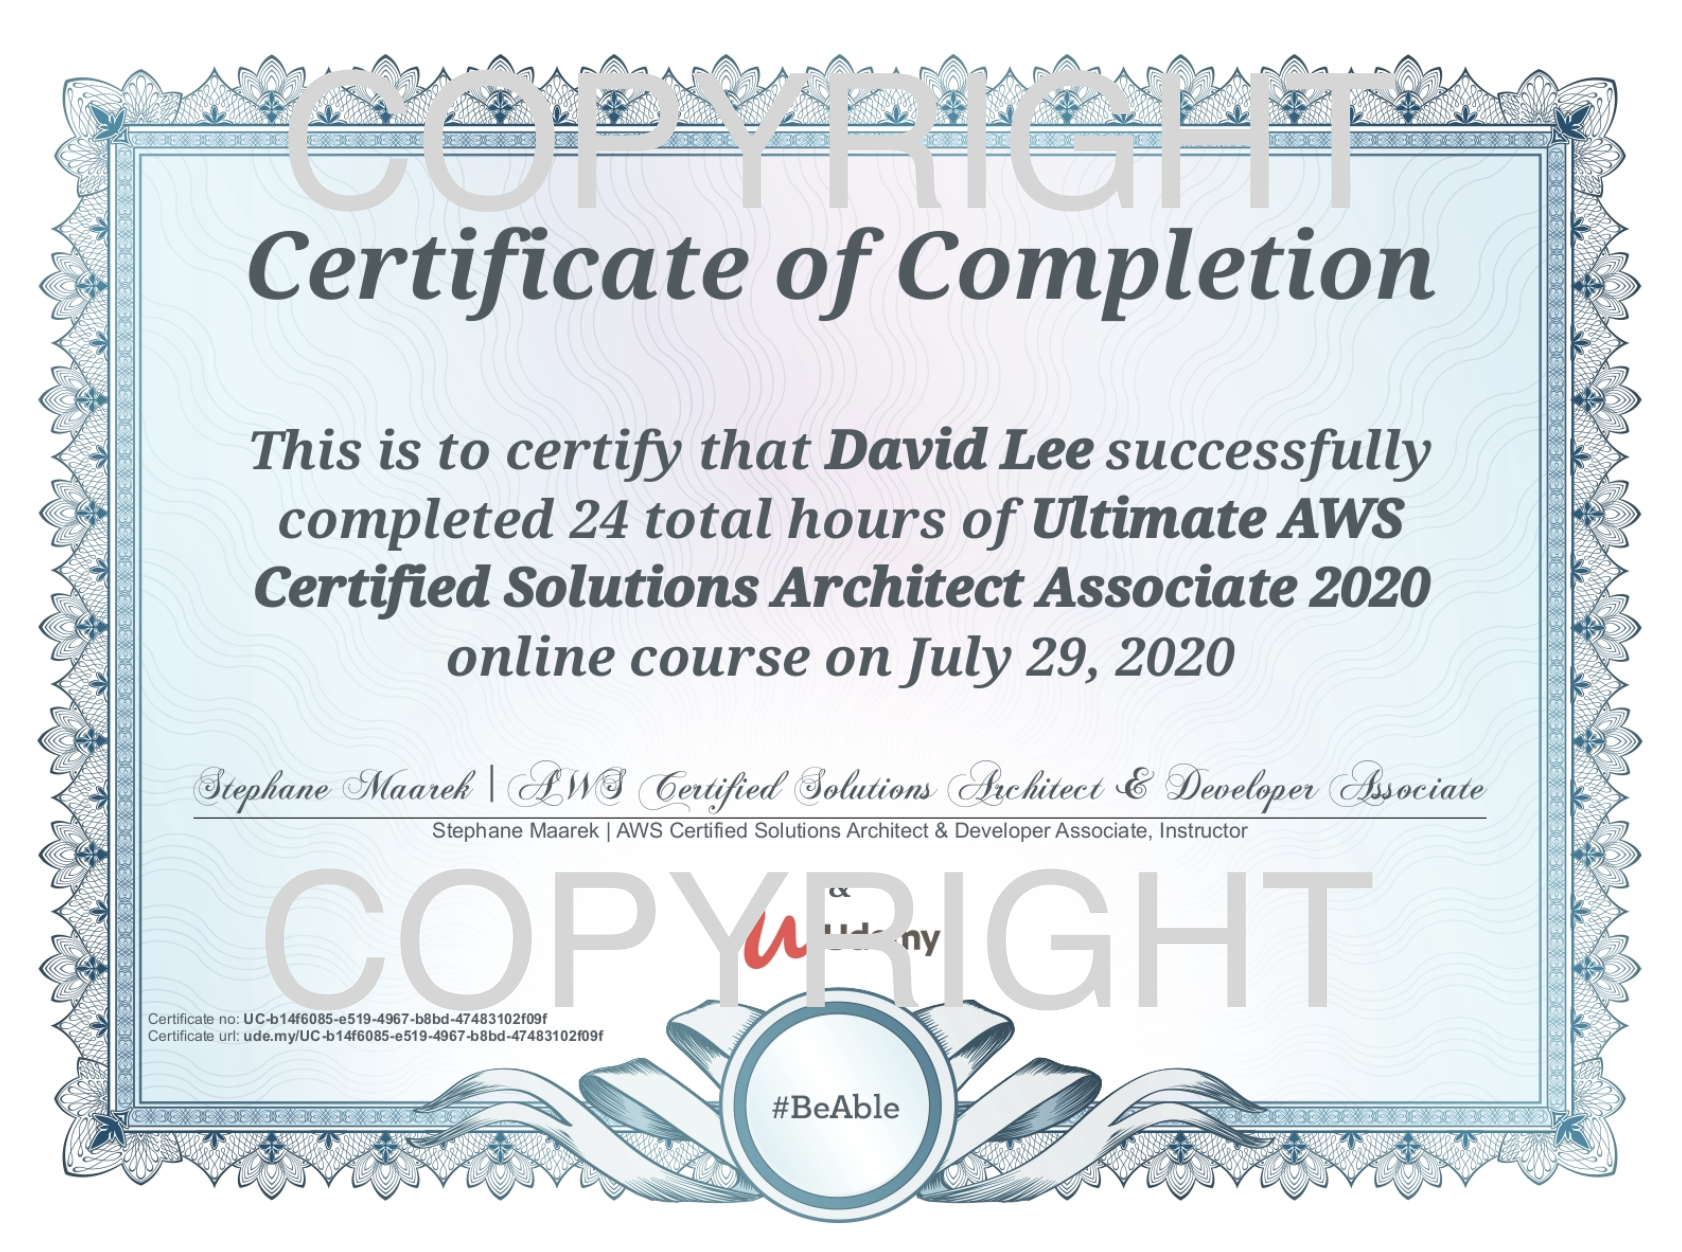 COPYRIGHT
Certificate of Completion
This is to certify that David Lee successfully
completed 24 total hours of Ultimate AWS
Certified Solutions Architect Associate 2020
online course on July 29, 2020
Stephane Maarek | AWS Certified Solutions Architect & Developer Associate
Stephane Maarek | AWS Certified Solutions Architect & Developer Associate, Instructor
&
COPYRIGHT
Udemy
Certificate no: UC-b14f6085-e519-4967-b8bd-47483102f09f
Certificate url: ude.my/UC-b14f6085-e519-4967-b8bd-47483102f09f
#BeAble